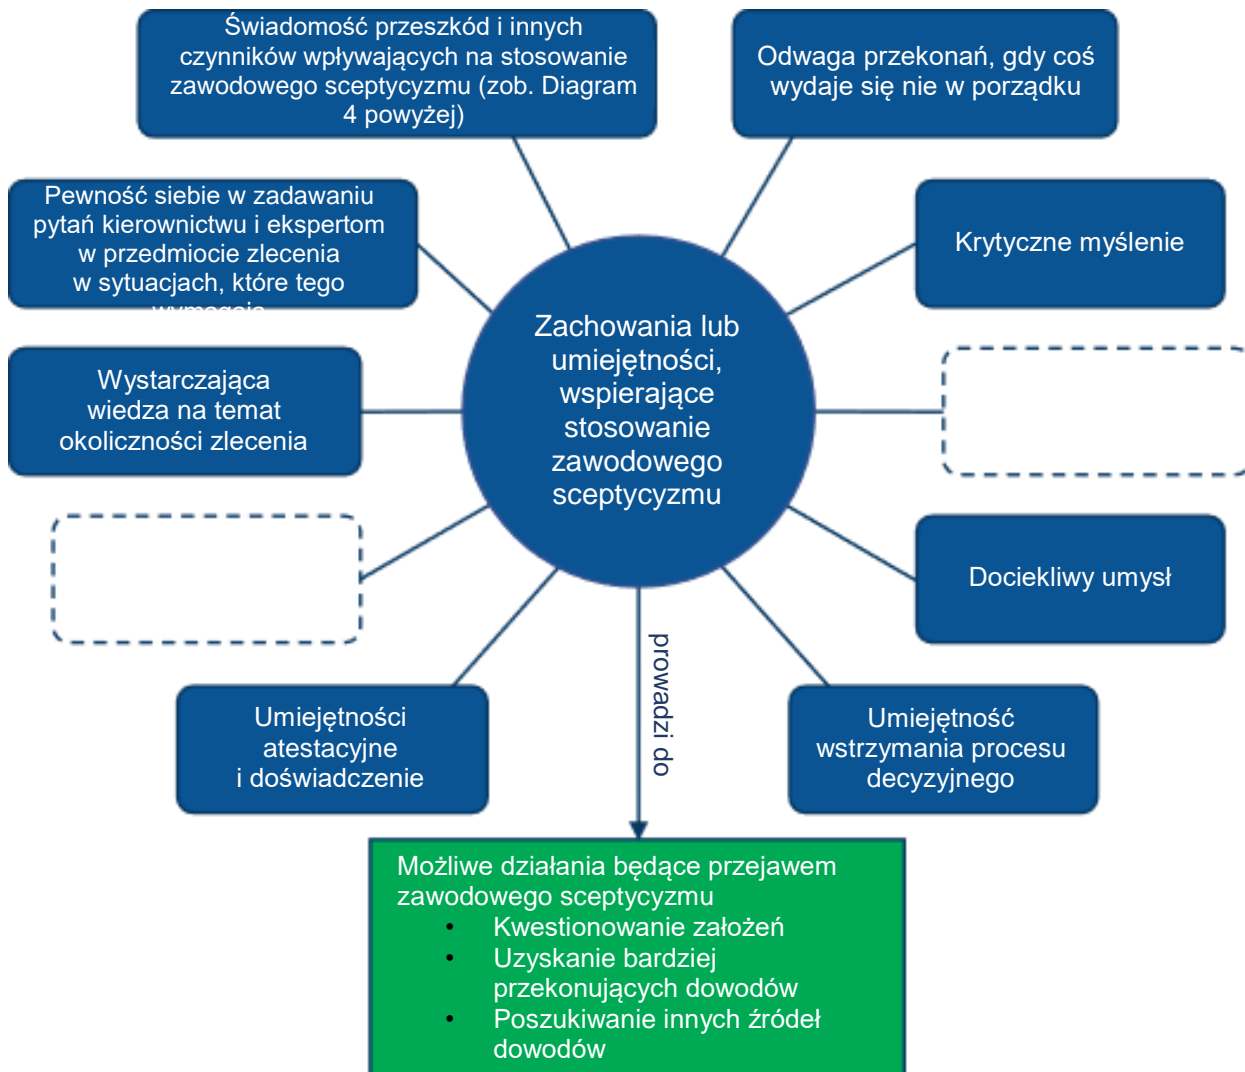 Świadomość przeszkód i innych
czynników wpływających na stosowanie
zawodowego sceptycyzmu (zob. Diagram
4 powyżej)
Odwaga przekonań, gdy coś
wydaje się nie w porządku
Pewność siebie w zadawaniu
pytań kierownictwu i ekspertom
w przedmiocie zlecenia
w sytuacjach, które tego
wymagają
Krytyczne myślenie
Zachowania lub
umiejętności,
wspierające
stosowanie
zawodowego
sceptycyzmu
Wystarczająca
wiedza na temat
okoliczności zlecenia
Dociekliwy umysł
Umiejętności
atestacyjne
i doświadczenie
prowadzi do
Umiejętność
wstrzymania procesu
decyzyjnego
Możliwe działania będące przejawem
zawodowego sceptycyzmu
• Kwestionowanie założeń
• Uzyskanie bardziej
przekonujących dowodów
• Poszukiwanie innych źródeł
dowodów